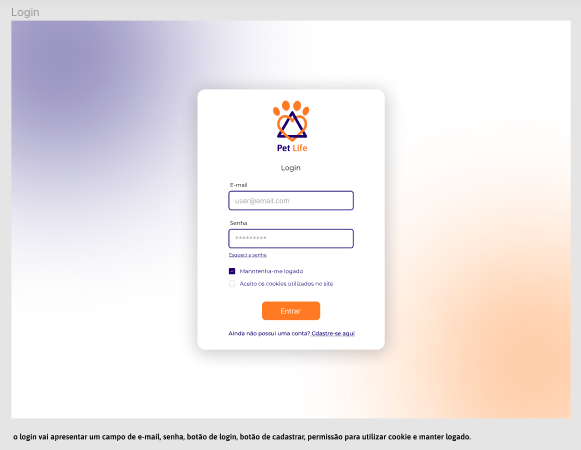 Login
Pet Life
Login
E-mail
user@email.com
Senha
*********
Esqueci a senha
Manntenha-me logado
Aceito os cookies utilizados no site
Entrar
Ainda não possui uma conta? Cdastre-se aqui
o login vai apresentar um campo de e-mail, senha, botão de login, botão de cadastrar, permissão para utilizar cookie e manter logado.